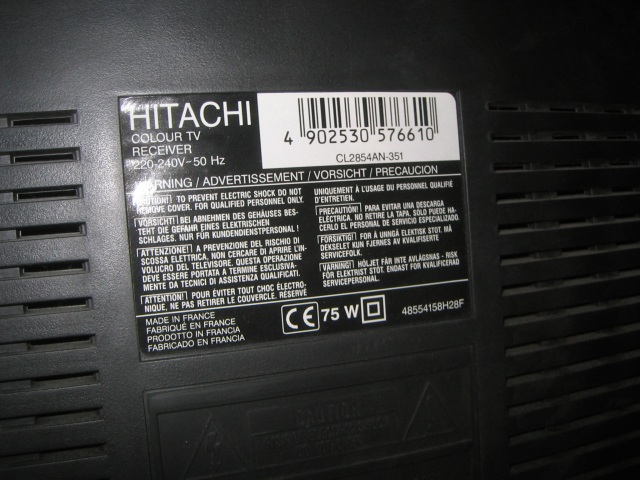 HITACHI
COLOUR TV
RECEIVER
220-240V~50 Hz
4 902530 576610
CL2854AN-351
WARNING / ADVERTISSEMENT / VORSICHT / PRECAUCION
CAUTION! TO PREVENT ELECTRIC SHOCK DO NOT
REMOVE COVER. FOR QUALIFIED PERSONNEL ONLY.
VORSICHT! BEI ABNEHMEN DES GEHÄUSES BES-
TEHT DIE GEFAHR EINES ELEKTRISCHEN
SCHLAGES. NUR FÜR KUNDENDIENSTPERSONAL!
ATTENZIONE! A PREVENZIONE DEL RISCHIO DI
SCOSSA ELETTRICA, NON CERCARE DI APRIRE L'IN-
VOLUCRO DEL TELEVISORE. QUESTA OPERAZIONE
DEVE ESSERE PORTATA A TERMINE ESCLUSIVA-
MENTE DA TECNICI DI ASSISTENZA QUALIFICATI.
ATTENTION! POUR ÉVITER TOUT CHOC ÉLECTRO-
NIQUE, NE PAS RETIRER LE COUVERCLE. RÉSERVÉ
UNIQUEMENT À L'USAGE DU PERSONNEL QUALIFIÉ
D'ENTRETIEN.
PRECAUCIÓN! PARA EVITAR UNA DESCARGA
ELÉCTRICA, NO RETIRE LA TAPA. SOLO PUEDE HA-
CERLO EL PERSONAL DE SERVICIO ESPECIALIZADO.
FORSIKTIG! FOR Å UNNGÅ ELEKTISK STØT, MÅ
DEKSELET KUN FJERNES AV KVALIFISERTE
SERVICEFOLK.
VARNING! HÖLJET FÅR INTE AVLÄGSNAS - RISK
FÖR ELEKTRISK STÖT. ENDAST FÖR KVALIFICERAD
SERVICEPERSONAL.
MADE IN FRANCE
FABRIQUÉ EN FRANCE
PRODOTTO IN FRANCIA
FABRICADO EN FRANCIA
CE 75 W
48554158H28F
CAUTION